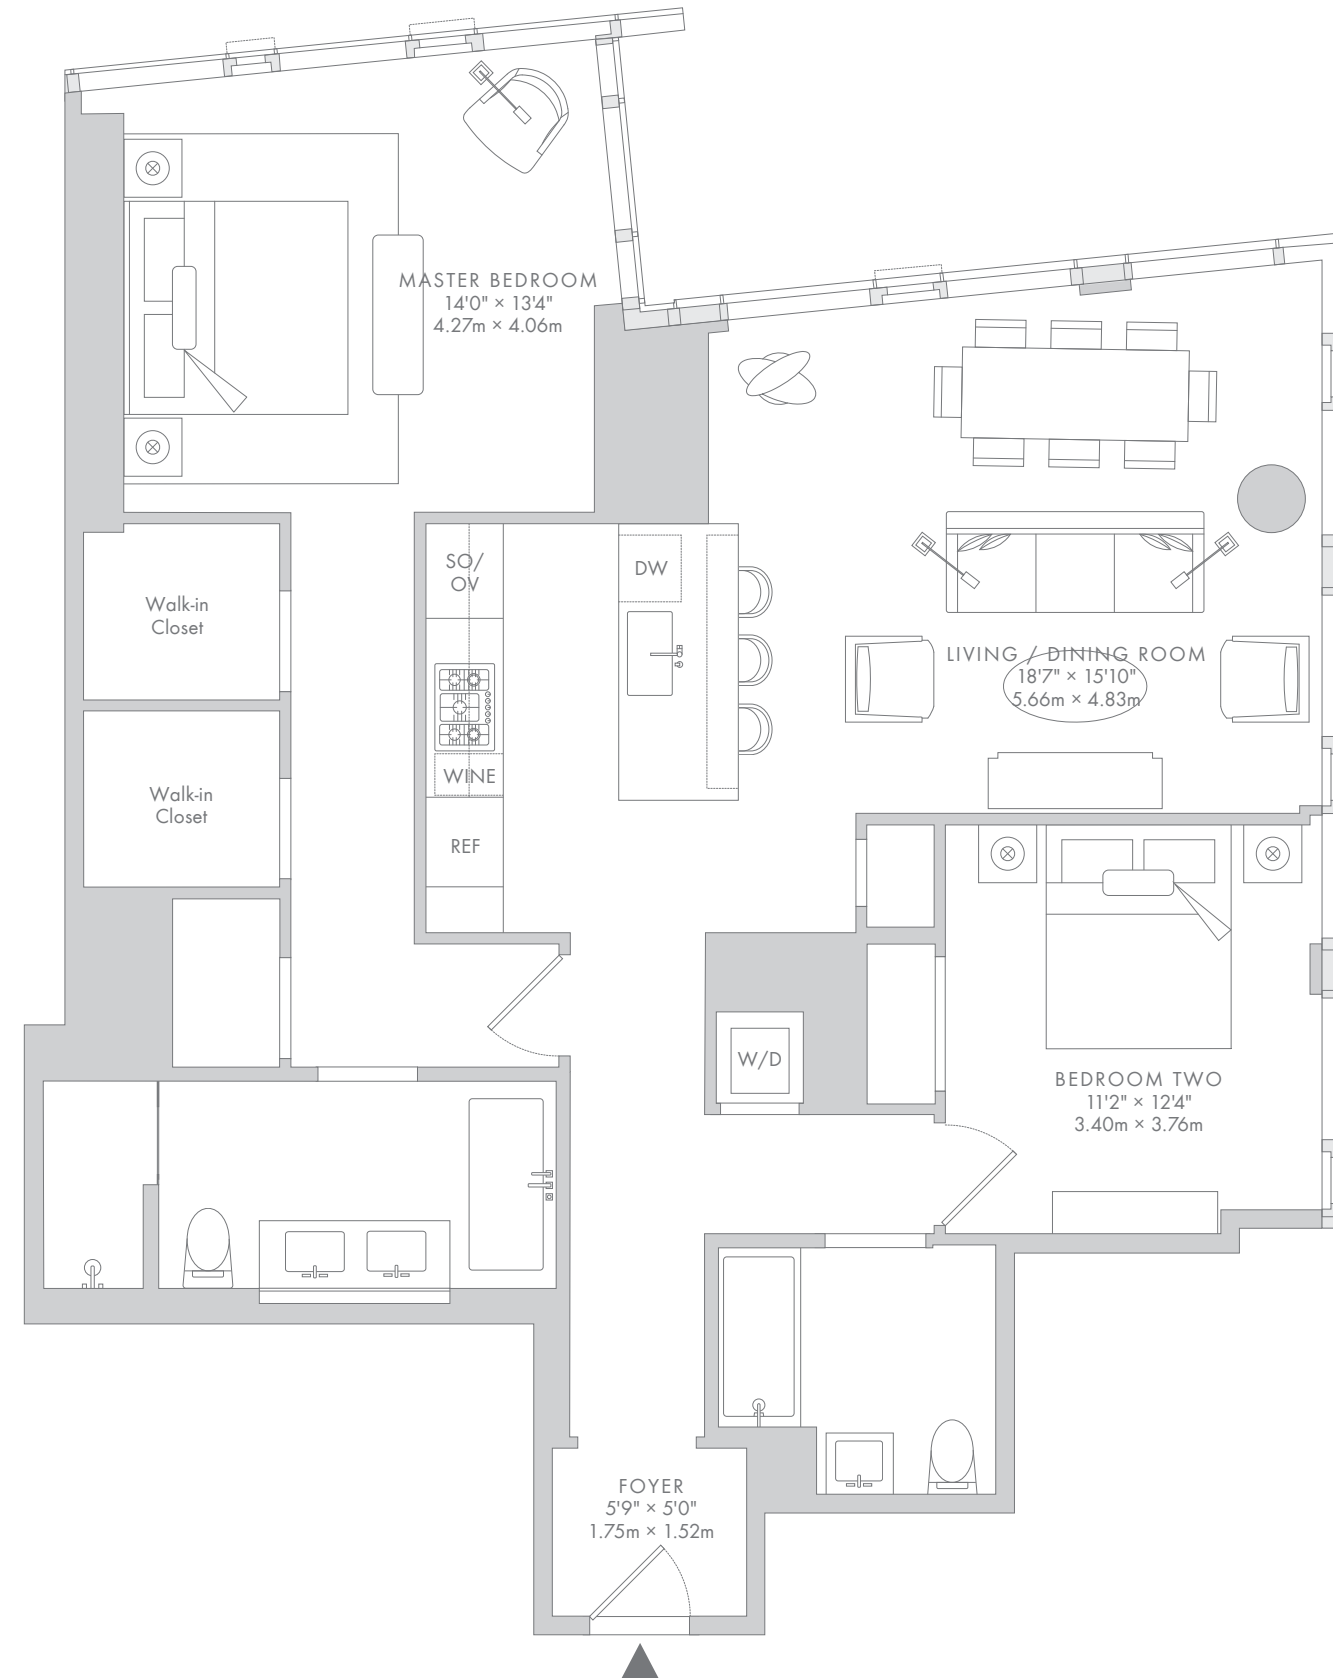 MASTER BEDROOM
14'0" × 13'4"
4.27m × 4.06m
SO/
OV
DW
Walk-in
Closet
LIVING / DINING ROOM
18'7" × 15'10"
5.66m × 4.83m
WINE
Walk-in
Closet
REF
W/D
BEDROOM TWO
11'2" × 12'4"
3.40m × 3.76m
FOYER
5'9" × 5'0"
1.75m × 1.52m